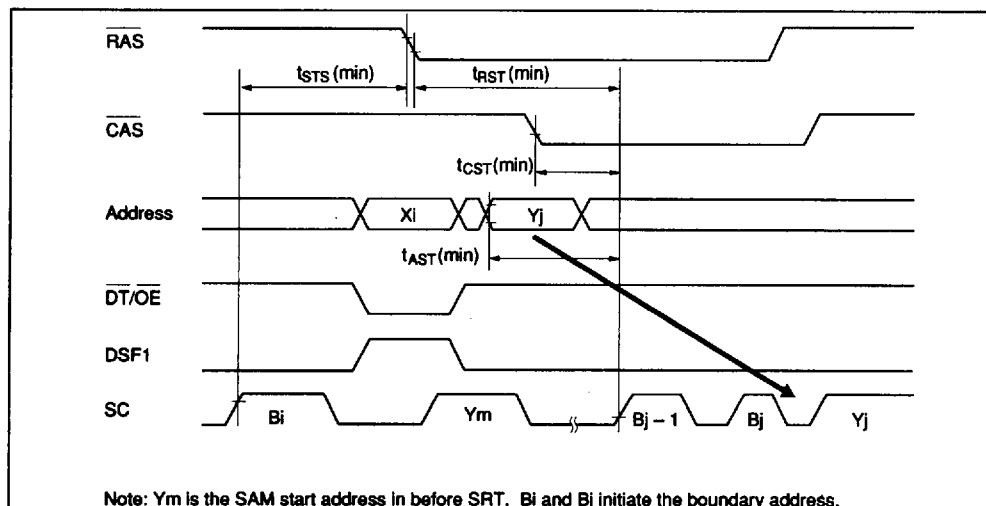 RAS
tSTS (min)
tRST (min)
CAS
tCST (min)
Address
Xi
Yj
tAST (min)
DT/OE
DSF1
SC
Bi
Ym
Bj – 1
Bj
Yj
Note: Ym is the SAM start address in before SRT. Bi and Bj initiate the boundary address.